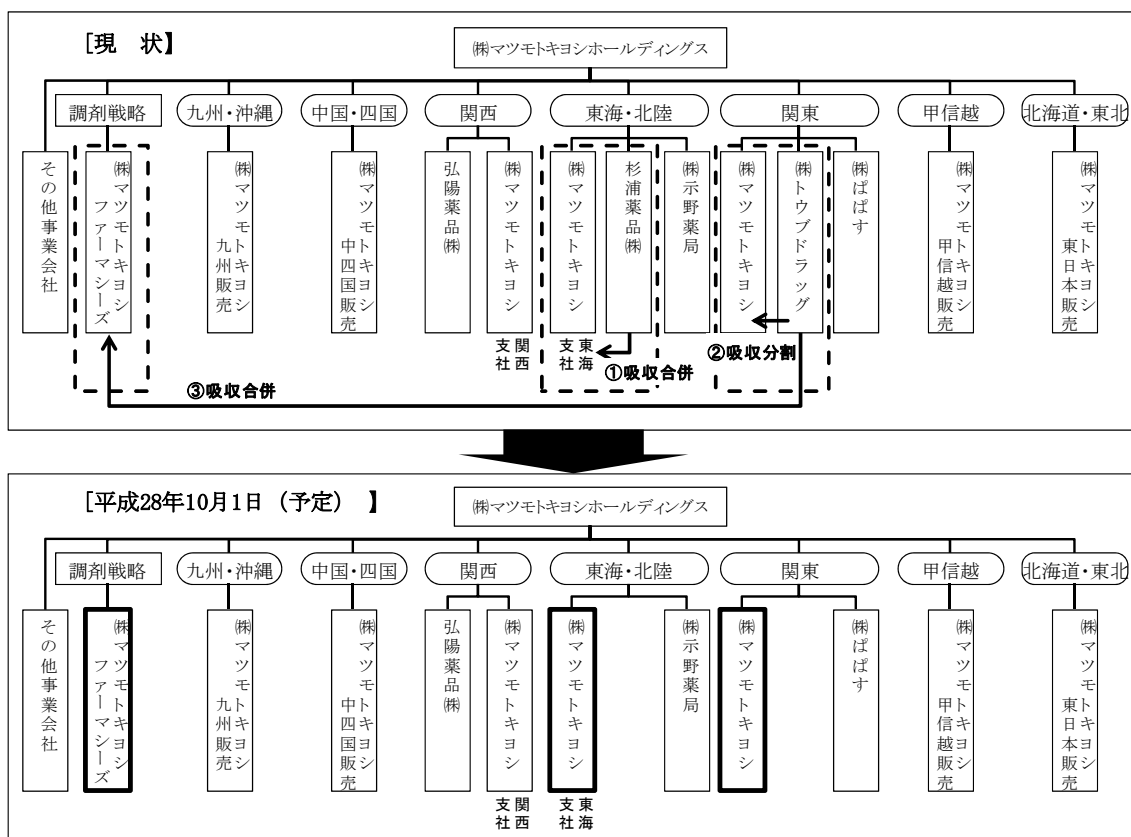 [現　状】
㈱マツモトキヨシホールディングス
調剤戦略
九州・沖縄
中国・四国
関西
東海・北陸
関東
甲信越
北海道・東北
その他事業会社
㈱マツモトキヨシ
ファーマシーズ
㈱マツモトキヨシ
九州販売
㈱マツモトキヨシ
中四国販売
弘陽薬品㈱
㈱マツモトキヨシ
関西
支社
㈱マツモトキヨシ
東海
支社
杉浦薬品㈱
㈱示野薬局
㈱マツモトキヨシ
㈱トウブドラッグ
㈱ぱぱす
㈱マツモトキヨシ
甲信越販売
㈱マツモトキヨシ
東日本販売
①吸収合併
②吸収分割
③吸収合併
[平成28年10月1日（予定）　】
㈱マツモトキヨシホールディングス
調剤戦略
九州・沖縄
中国・四国
関西
東海・北陸
関東
甲信越
北海道・東北
その他事業会社
㈱マツモトキヨシ
ファーマシーズ
㈱マツモトキヨシ
九州販売
㈱マツモトキヨシ
中四国販売
弘陽薬品㈱
㈱マツモトキヨシ
関西
支社
㈱マツモトキヨシ
東海
支社
㈱示野薬局
㈱マツモトキヨシ
㈱ぱぱす
㈱マツモトキヨシ
甲信越販売
㈱マツモトキヨシ
東日本販売